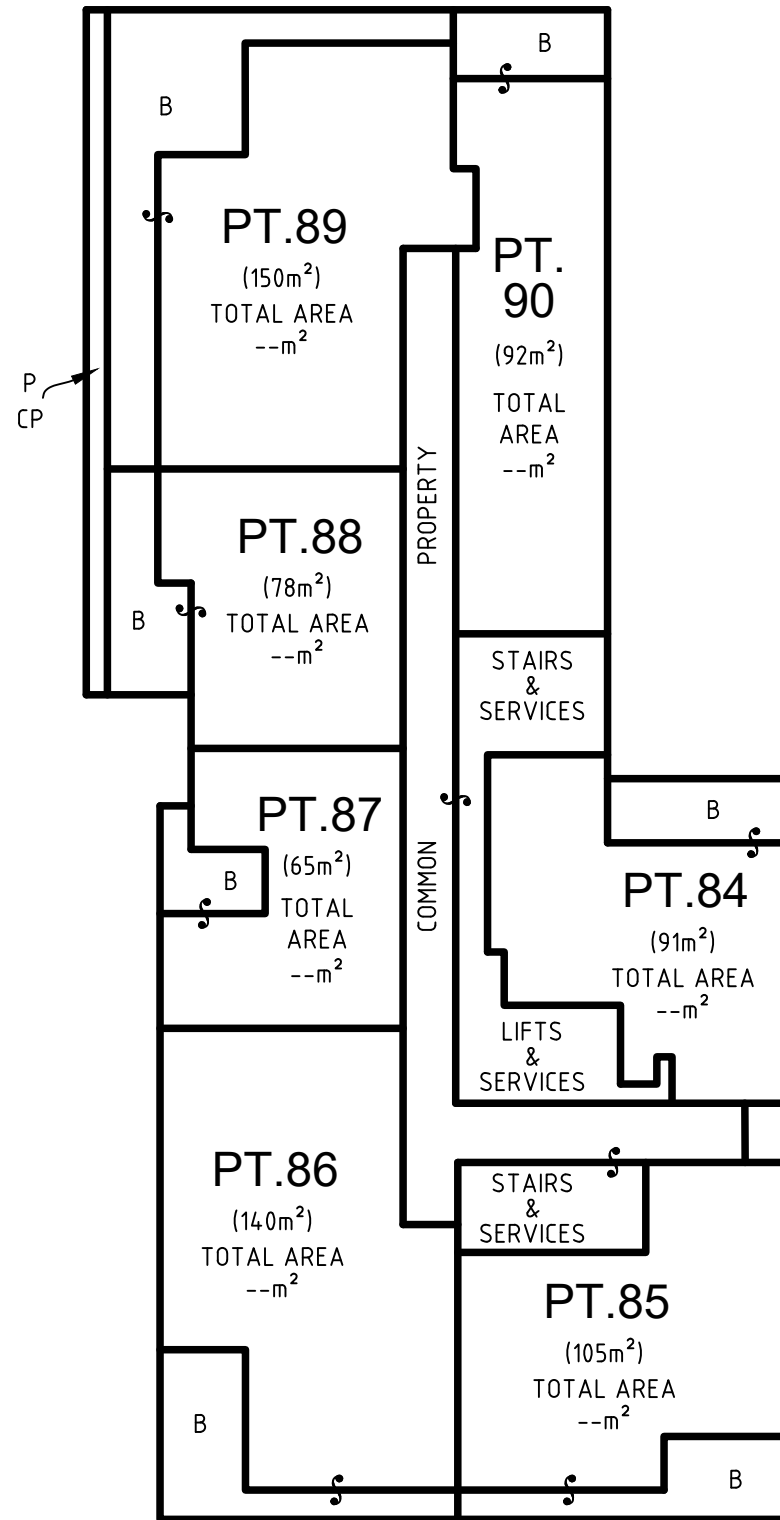 B
B
PT.89
(150m²)
TOTAL AREA
--m²
PT.
90
(92m²)
TOTAL
AREA
--m²
P
CP
PROPERTY
PT.88
(78m²)
TOTAL AREA
--m²
B
STAIRS
&
SERVICES
PT.87
(65m²)
TOTAL
AREA
--m²
B
COMMON
B
PT.84
(91m²)
TOTAL AREA
--m²
LIFTS
&
SERVICES
PT.86
(140m²)
TOTAL AREA
--m²
B
STAIRS
&
SERVICES
PT.85
(105m²)
TOTAL AREA
--m²
B